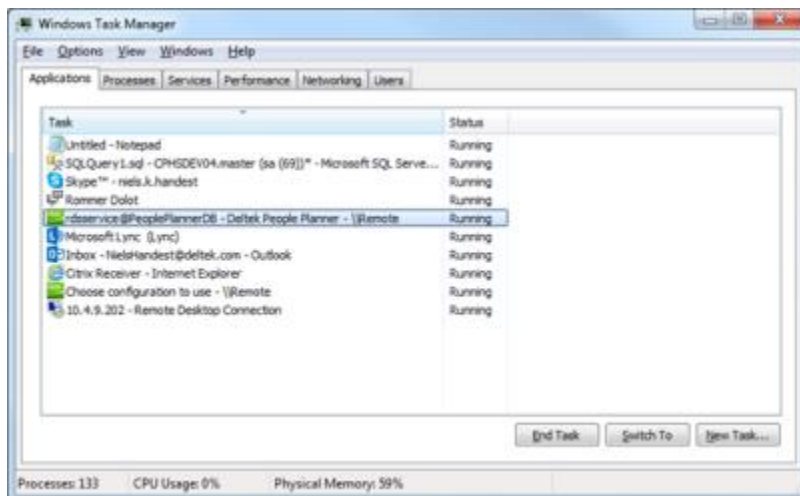 Windows Task Manager
File Options View Windows Help
Applications Processes Services Performance Networking Users
Task Status
Untitled - Notepad Running
SQLQuery1.sql - CPHSDEV04.master (sa (69))* - Microsoft SQL Serve... Running
Skype™ - niels.k.handest Running
Rommer Dolot Running
rdsservice@PeoplePlannerDB - Deltek People Planner - \\Remote Running
Microsoft Lync (Lync) Running
Inbox - NielsHandest@deltek.com - Outlook Running
Citrix Receiver - Internet Explorer Running
Choose configuration to use - \\Remote Running
10.4.9.202 - Remote Desktop Connection Running
End Task Switch To New Task...
Processes: 133 CPU Usage: 0% Physical Memory: 59%